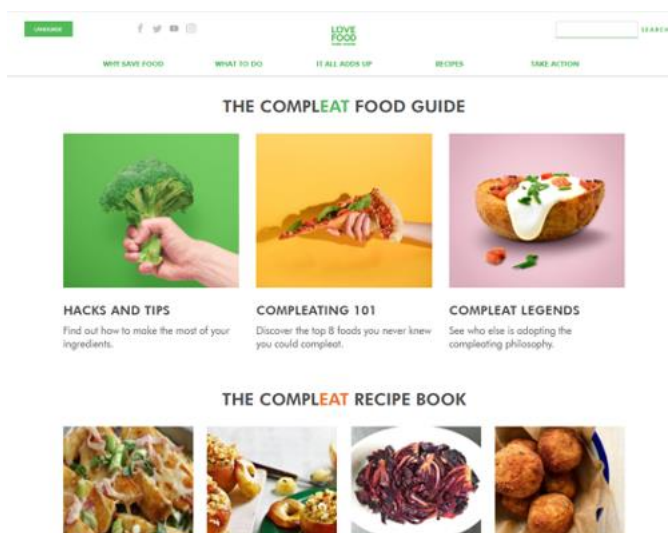 LANGUAGE
LOVE
FOOD
SEARCH
WHY SAVE FOOD
WHAT TO DO
IT ALL ADDS UP
RECIPES
TAKE ACTION
THE COMPLEAT FOOD GUIDE
HACKS AND TIPS
Find out how to make the most of your
ingredients.
COMPLEATING 101
Discover the top 8 foods you never knew
you could compleat.
COMPLEAT LEGENDS
See who else is adopting the
compleating philosophy.
THE COMPLEAT RECIPE BOOK